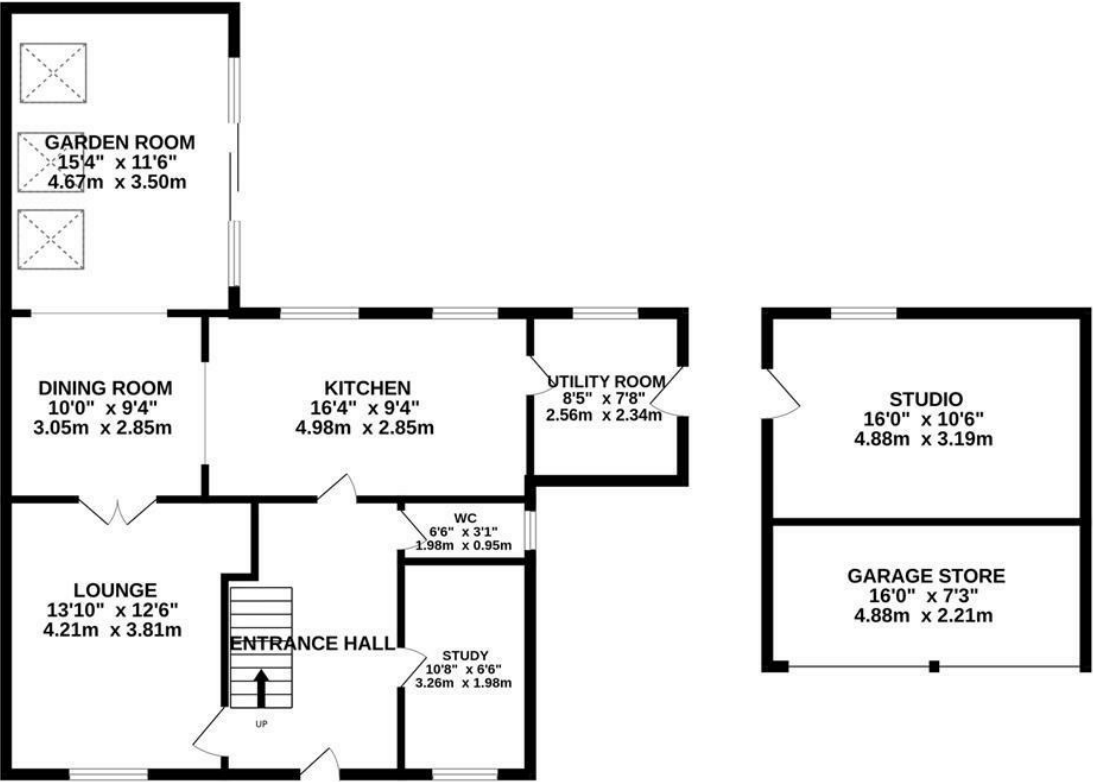 GARDEN ROOM
15'4" x 11'6"
4.67m x 3.50m
DINING ROOM
10'0" x 9'4"
3.05m x 2.85m
KITCHEN
16'4" x 9'4"
4.98m x 2.85m
UTILITY ROOM
8'5" x 7'8"
2.56m x 2.34m
STUDIO
16'0" x 10'6"
4.88m x 3.19m
WC
6'6" x 3'1"
1.98m x 0.95m
LOUNGE
13'10" x 12'6"
4.21m x 3.81m
ENTRANCE HALL
UP
STUDY
10'8" x 6'6"
3.26m x 1.98m
GARAGE STORE
16'0" x 7'3"
4.88m x 2.21m